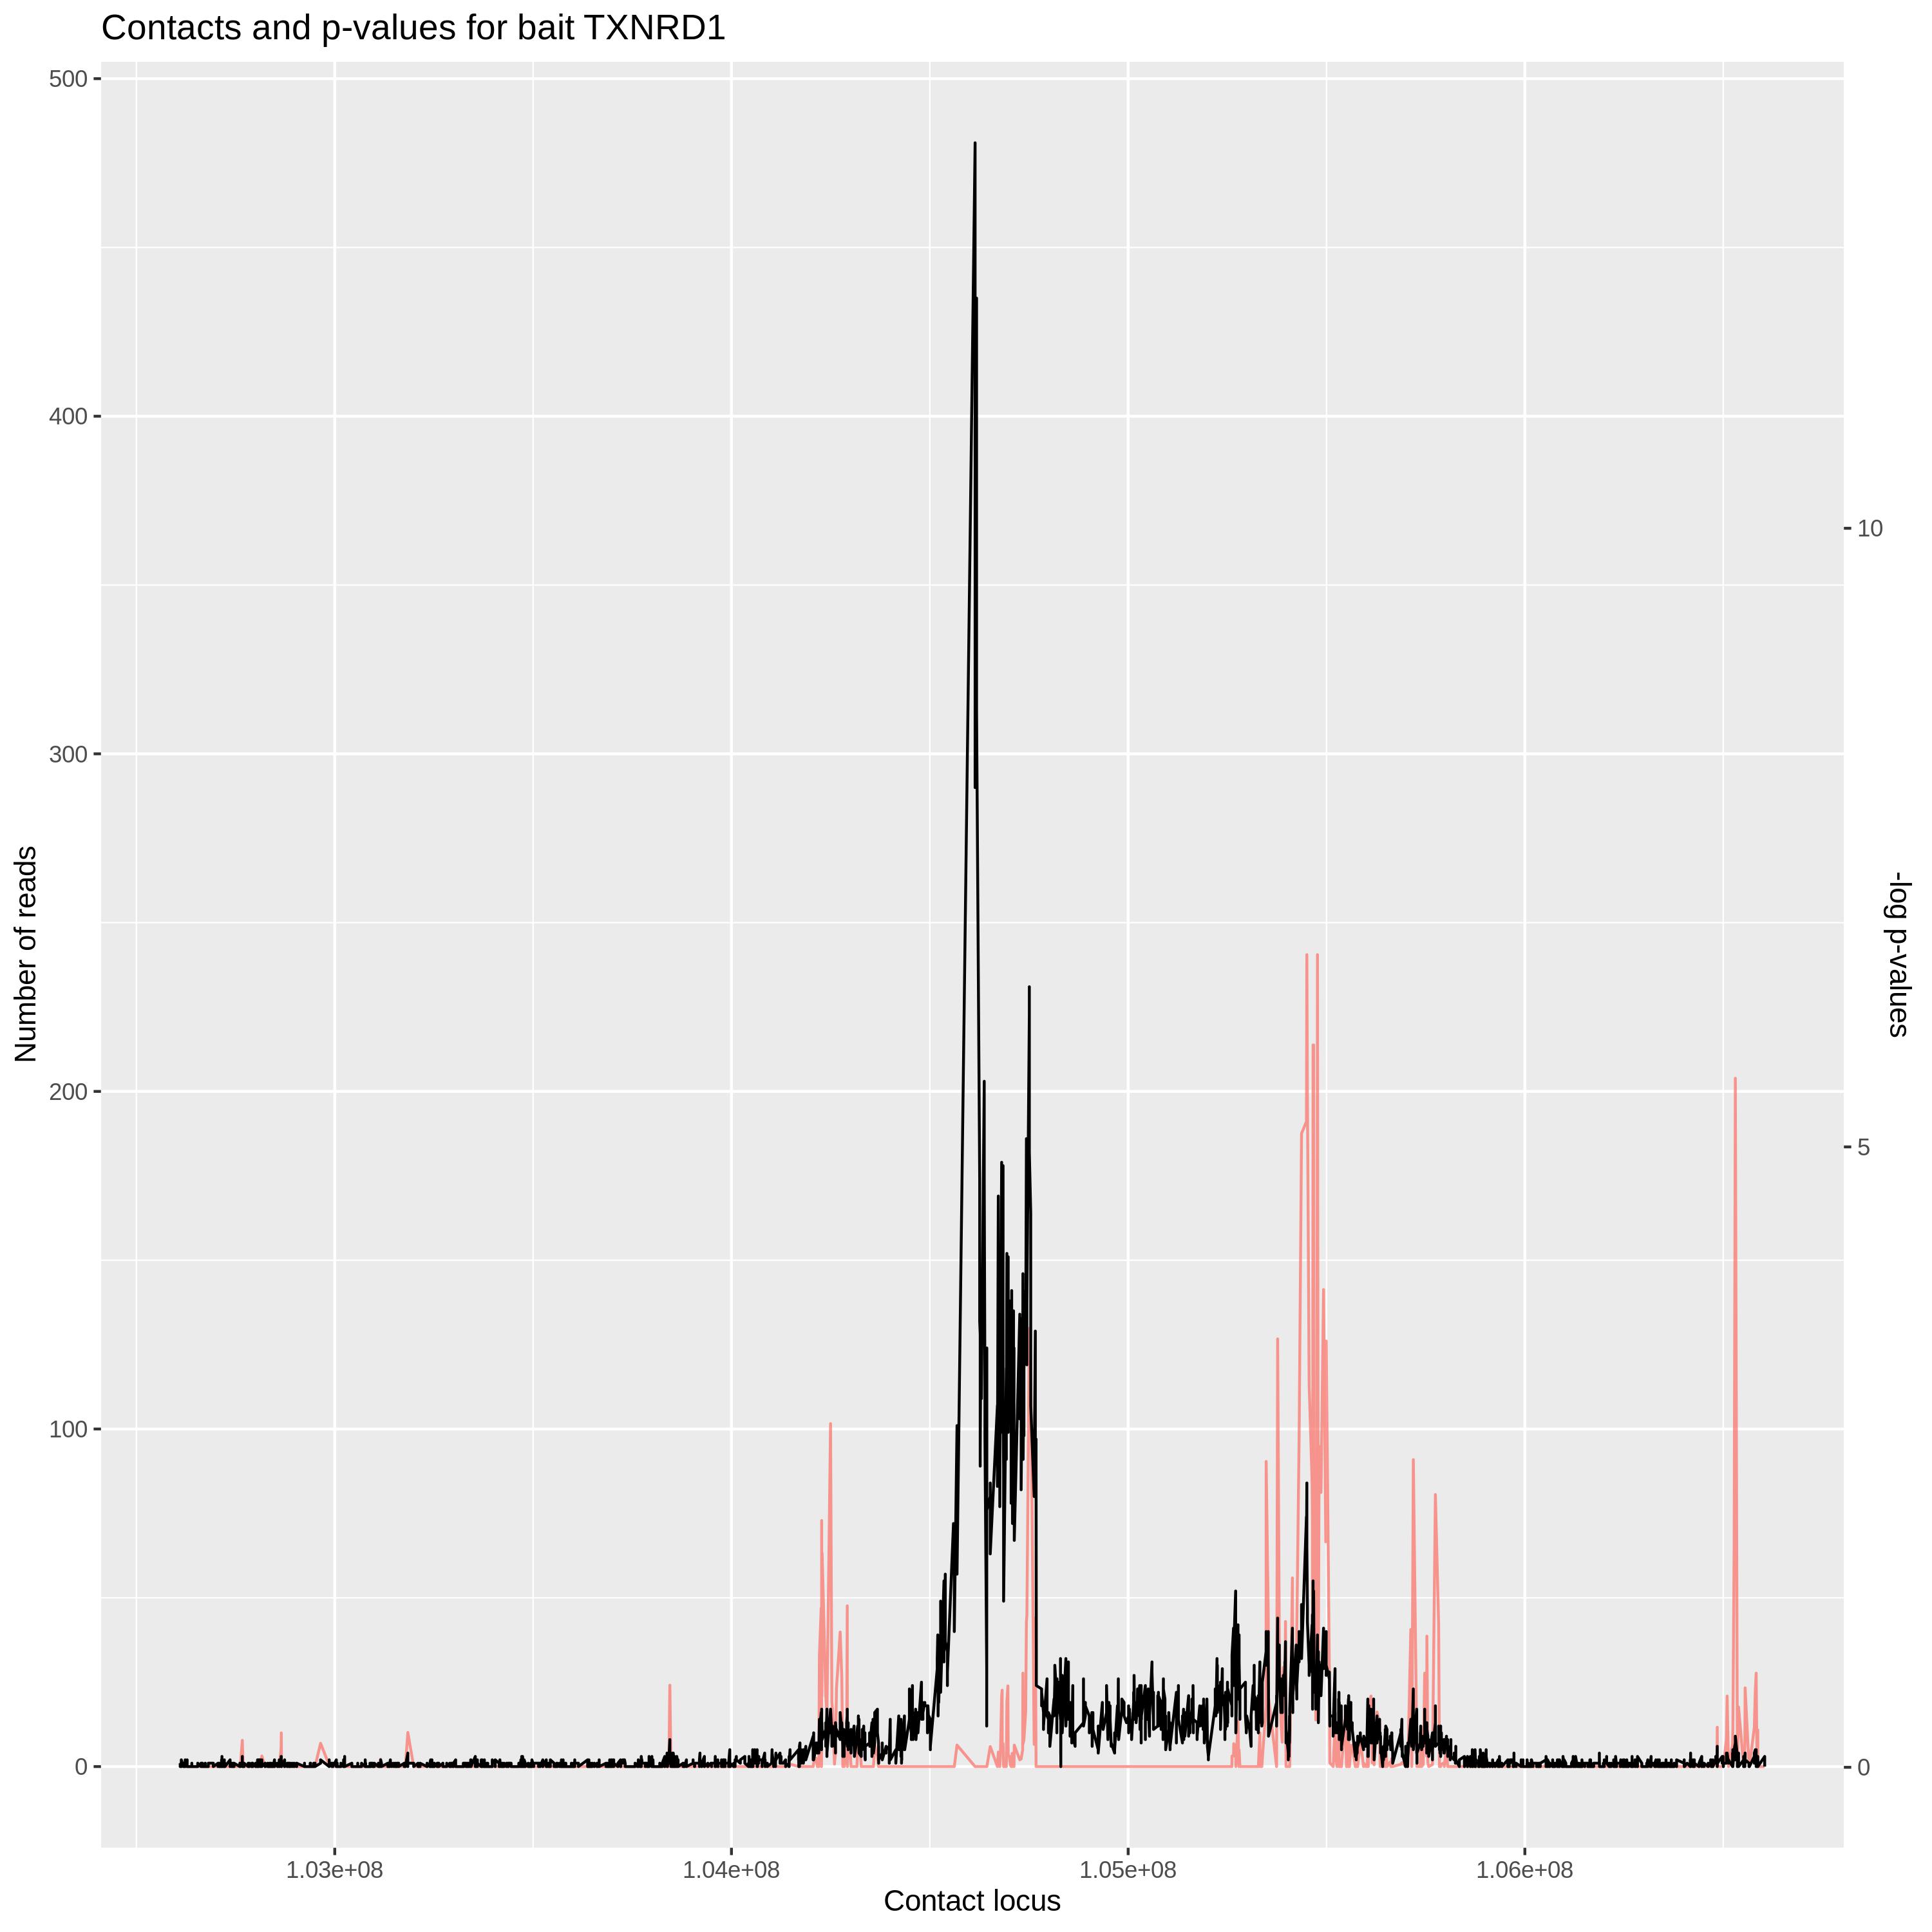 Contacts and p-values for bait TXNRD1
500
400
300
200
100
0
Number of reads
10
5
0
-log p-values
1.03e+08 1.04e+08 1.05e+08 1.06e+08
Contact locus